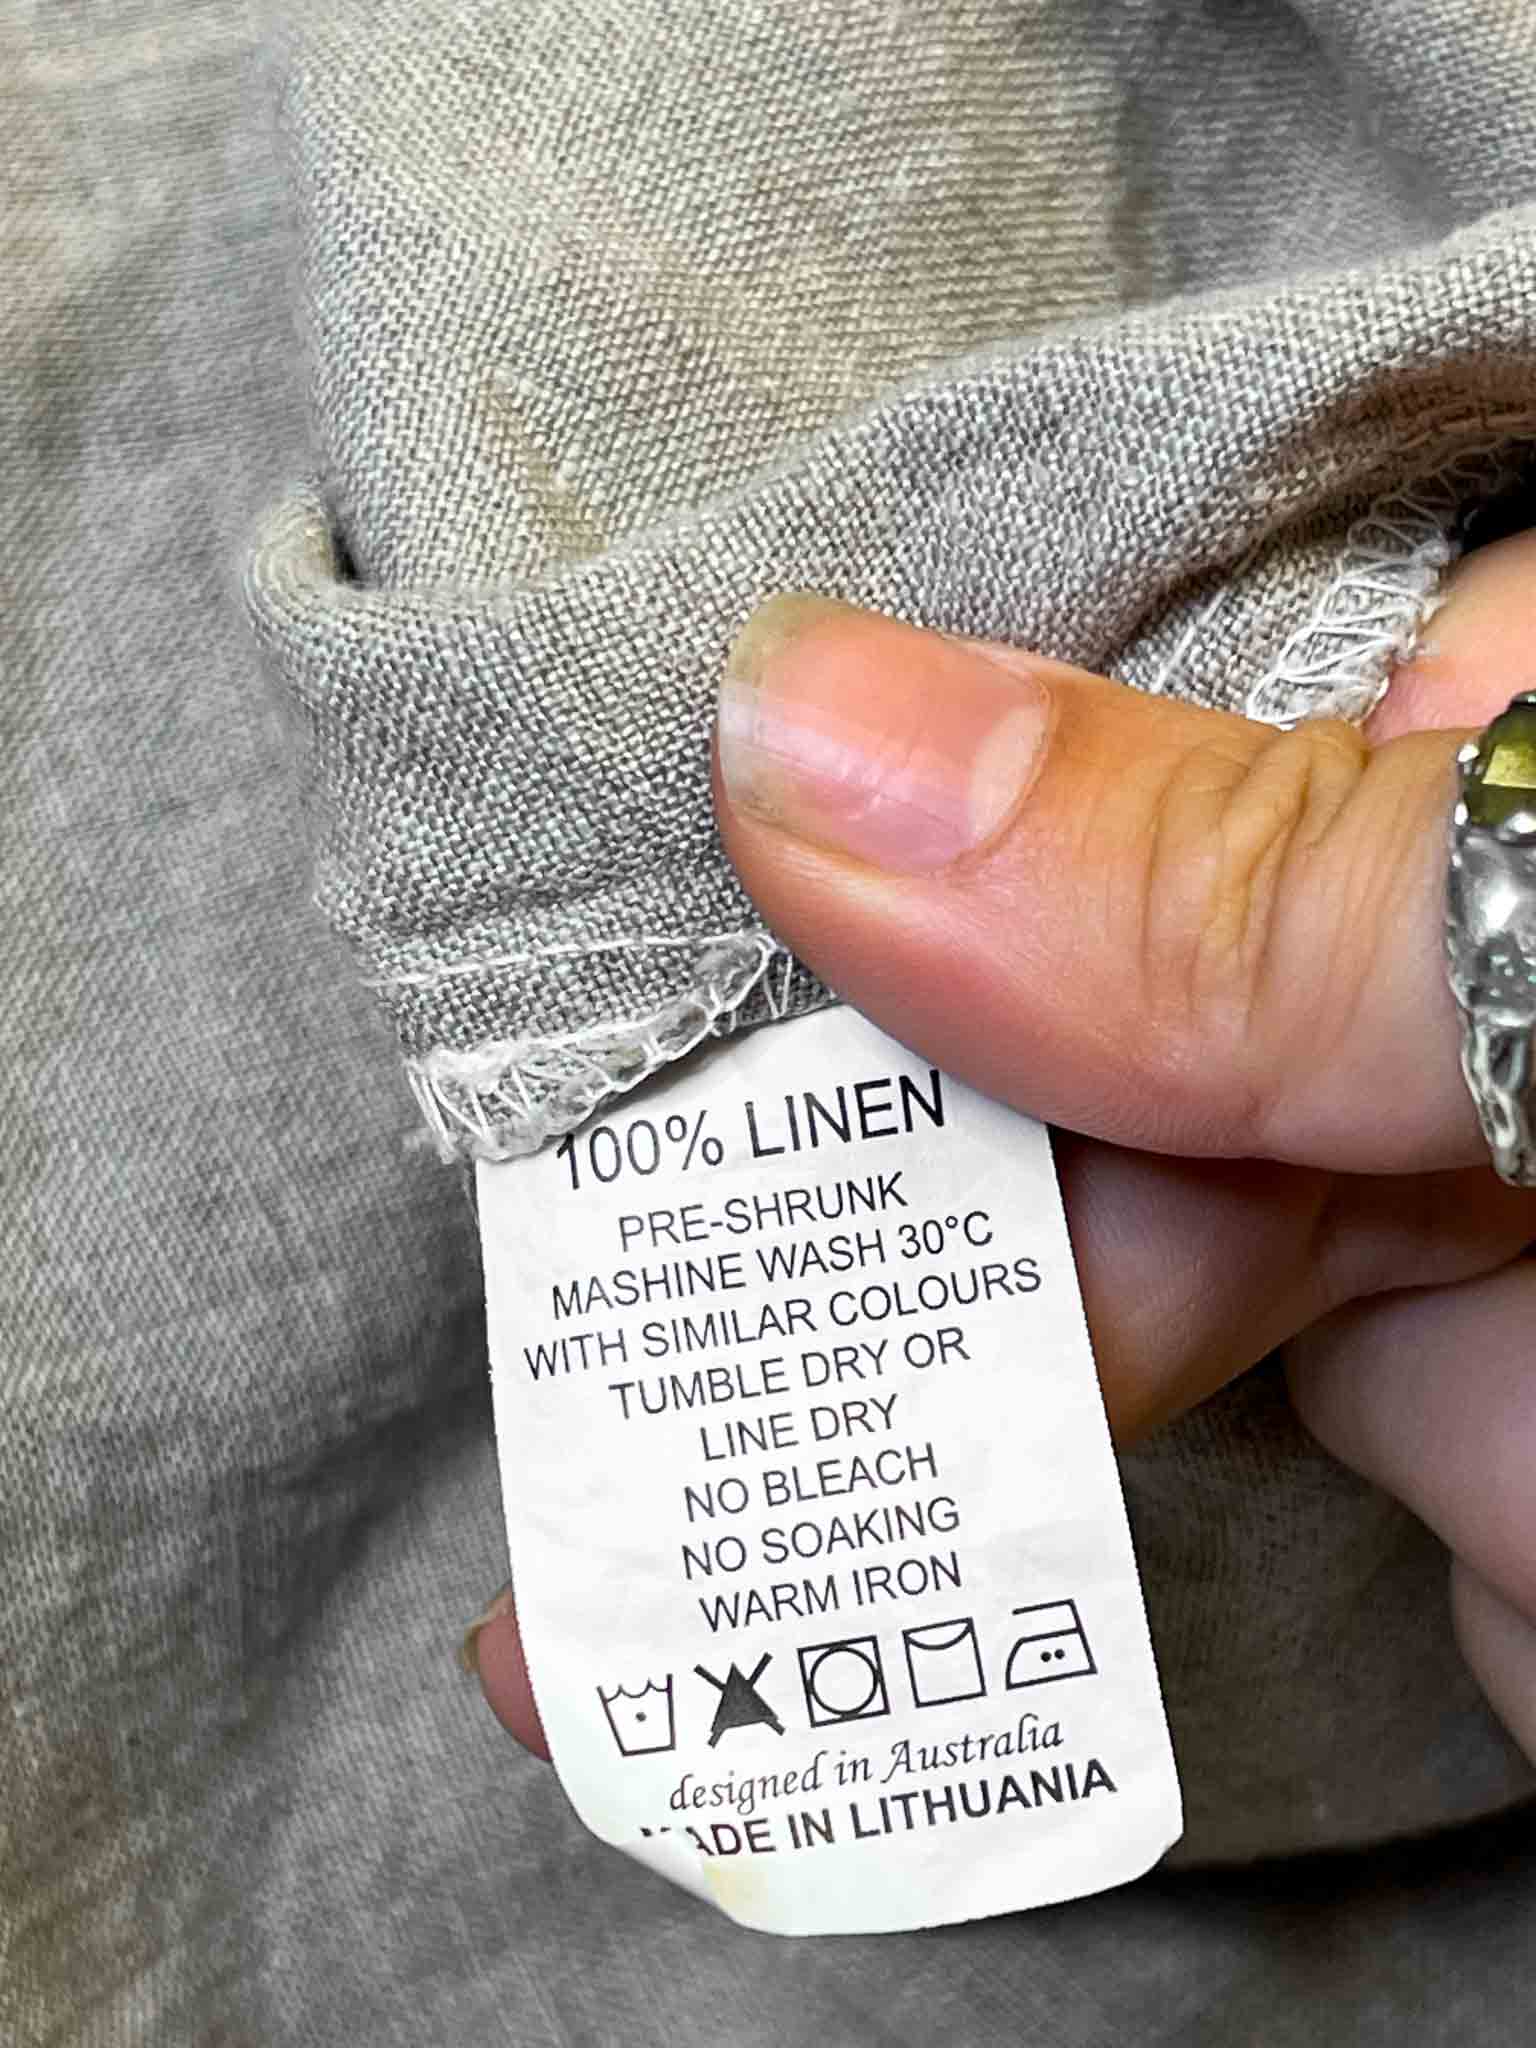 100% LINEN
PRE-SHRUNK
MASHINE WASH 30°C
WITH SIMILAR COLOURS
TUMBLE DRY OR
LINE DRY
NO BLEACH
NO SOAKING
WARM IRON
designed in Australia
MADE IN LITHUANIA